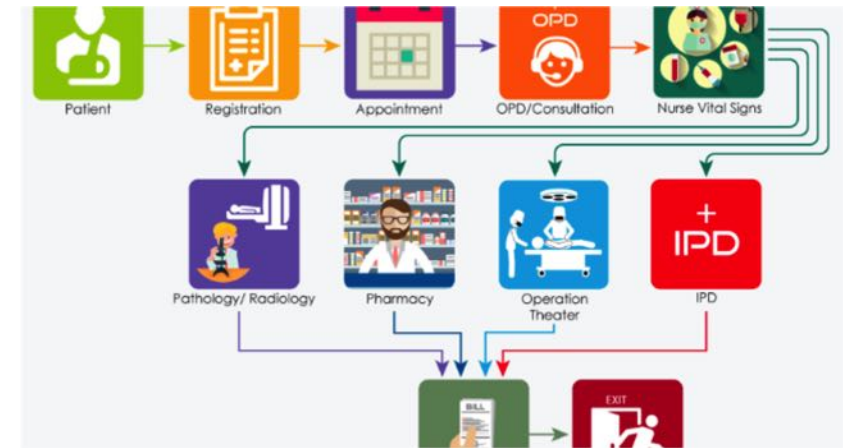 OPD
Patient
Registration
Appointment
OPD/Consultation
Nurse Vital Signs
+
IPD
Pathology/ Radiology
Pharmacy
Operation
Theater
IPD
BILL
EXIT